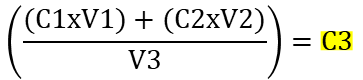 ((C1xV1) + (C2xV2) / V3) = C3